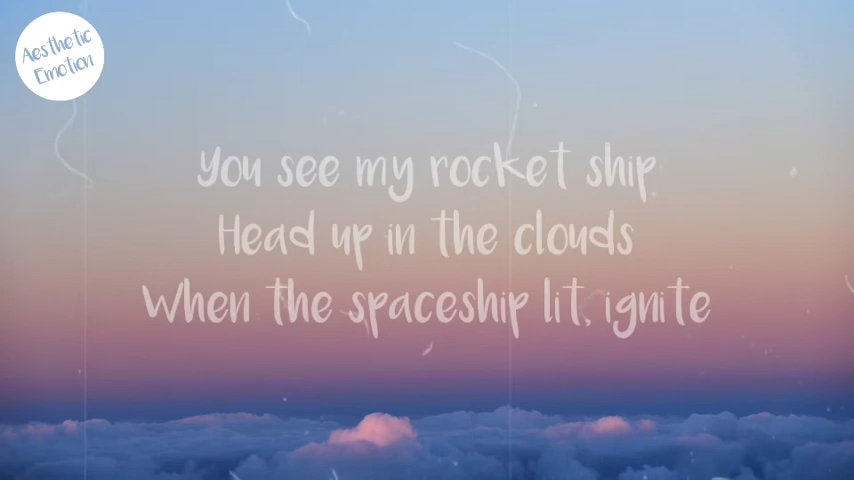 Aesthetic
Emotion
You see my rocket ship
Head up in the clouds
When the spaceship lit, ignite